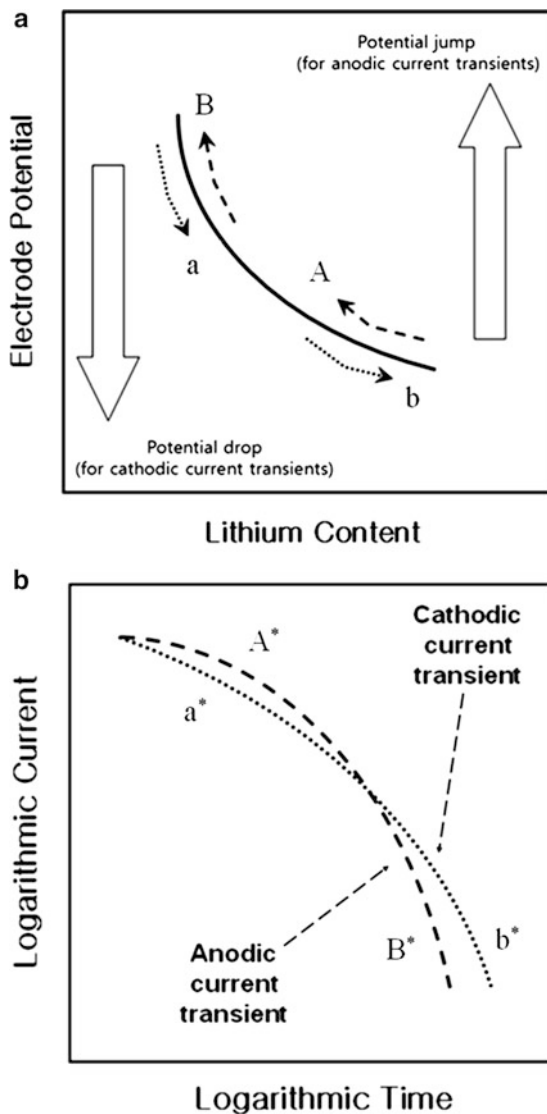 a
Potential jump
(for anodic current transients)
B
a
A
b
Potential drop
(for cathodic current transients)
Electrode Potential
Lithium Content
b
A*
a*
Cathodic
current
transient
Anodic
current
transient
B*
b*
Logarithmic Current
Logarithmic Time